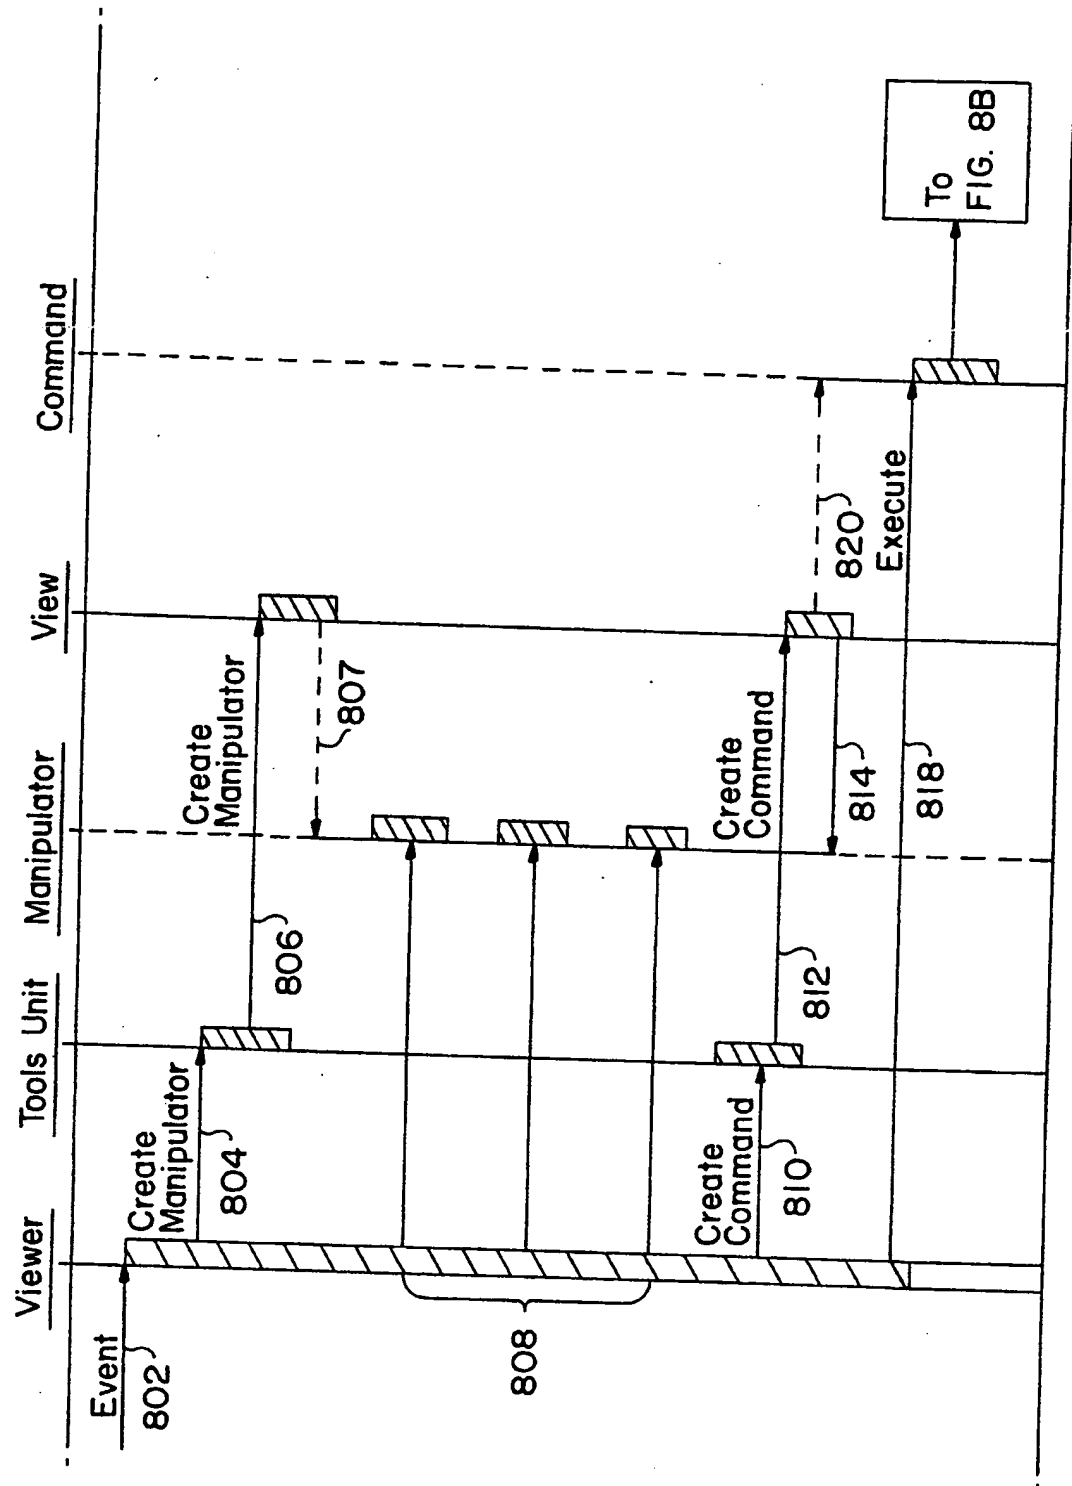 Viewer
Tools Unit
Manipulator
View
Command
Event
802
Create
Manipulator
804
Create
Manipulator
806
807
808
Create
Command
810
Create
Command
812
814
820
Execute
818
To
FIG. 8B